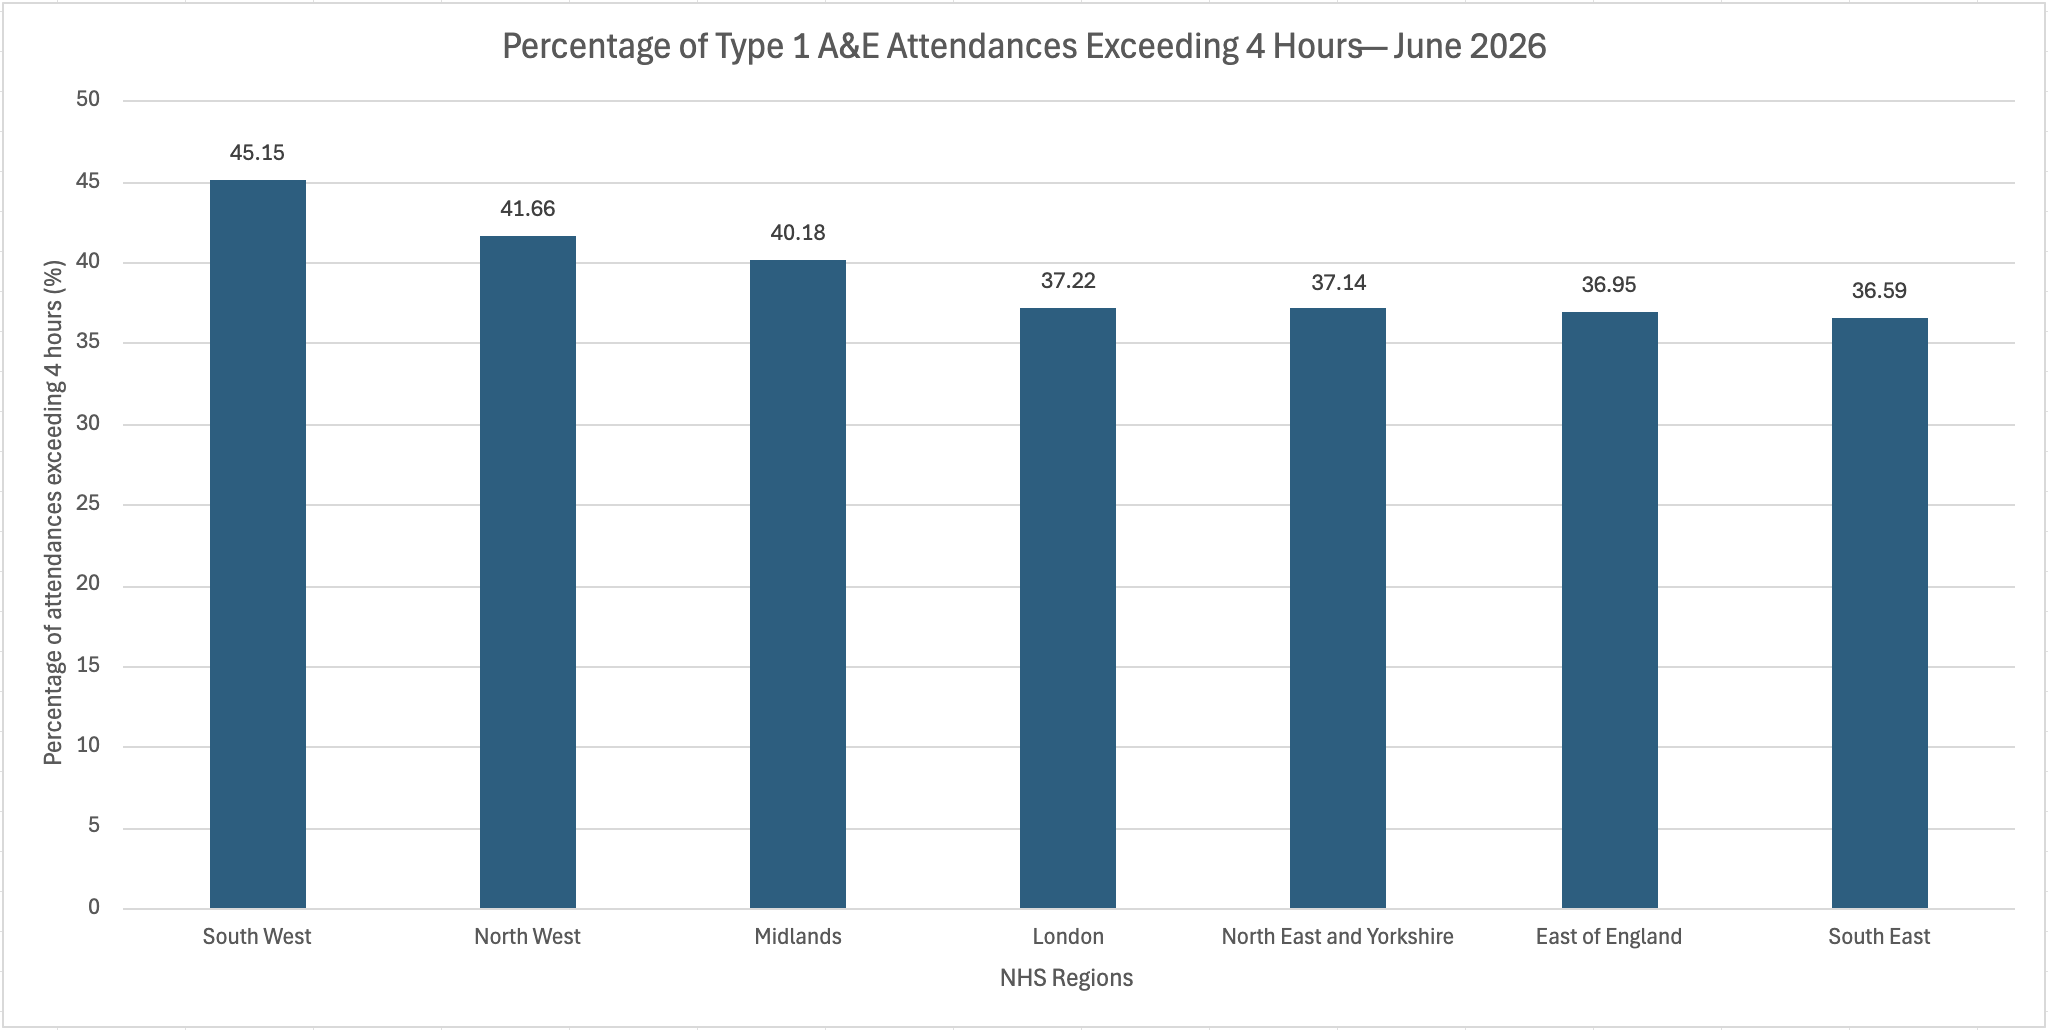 Percentage of Type 1 A&E Attendances Exceeding 4 Hours— June 2026
Percentage of attendances exceeding 4 hours (%)
50
45
40
35
30
25
20
15
10
5
0
45.15
41.66
40.18
37.22
37.14
36.95
36.59
South West
North West
Midlands
London
North East and Yorkshire
East of England
South East
NHS Regions